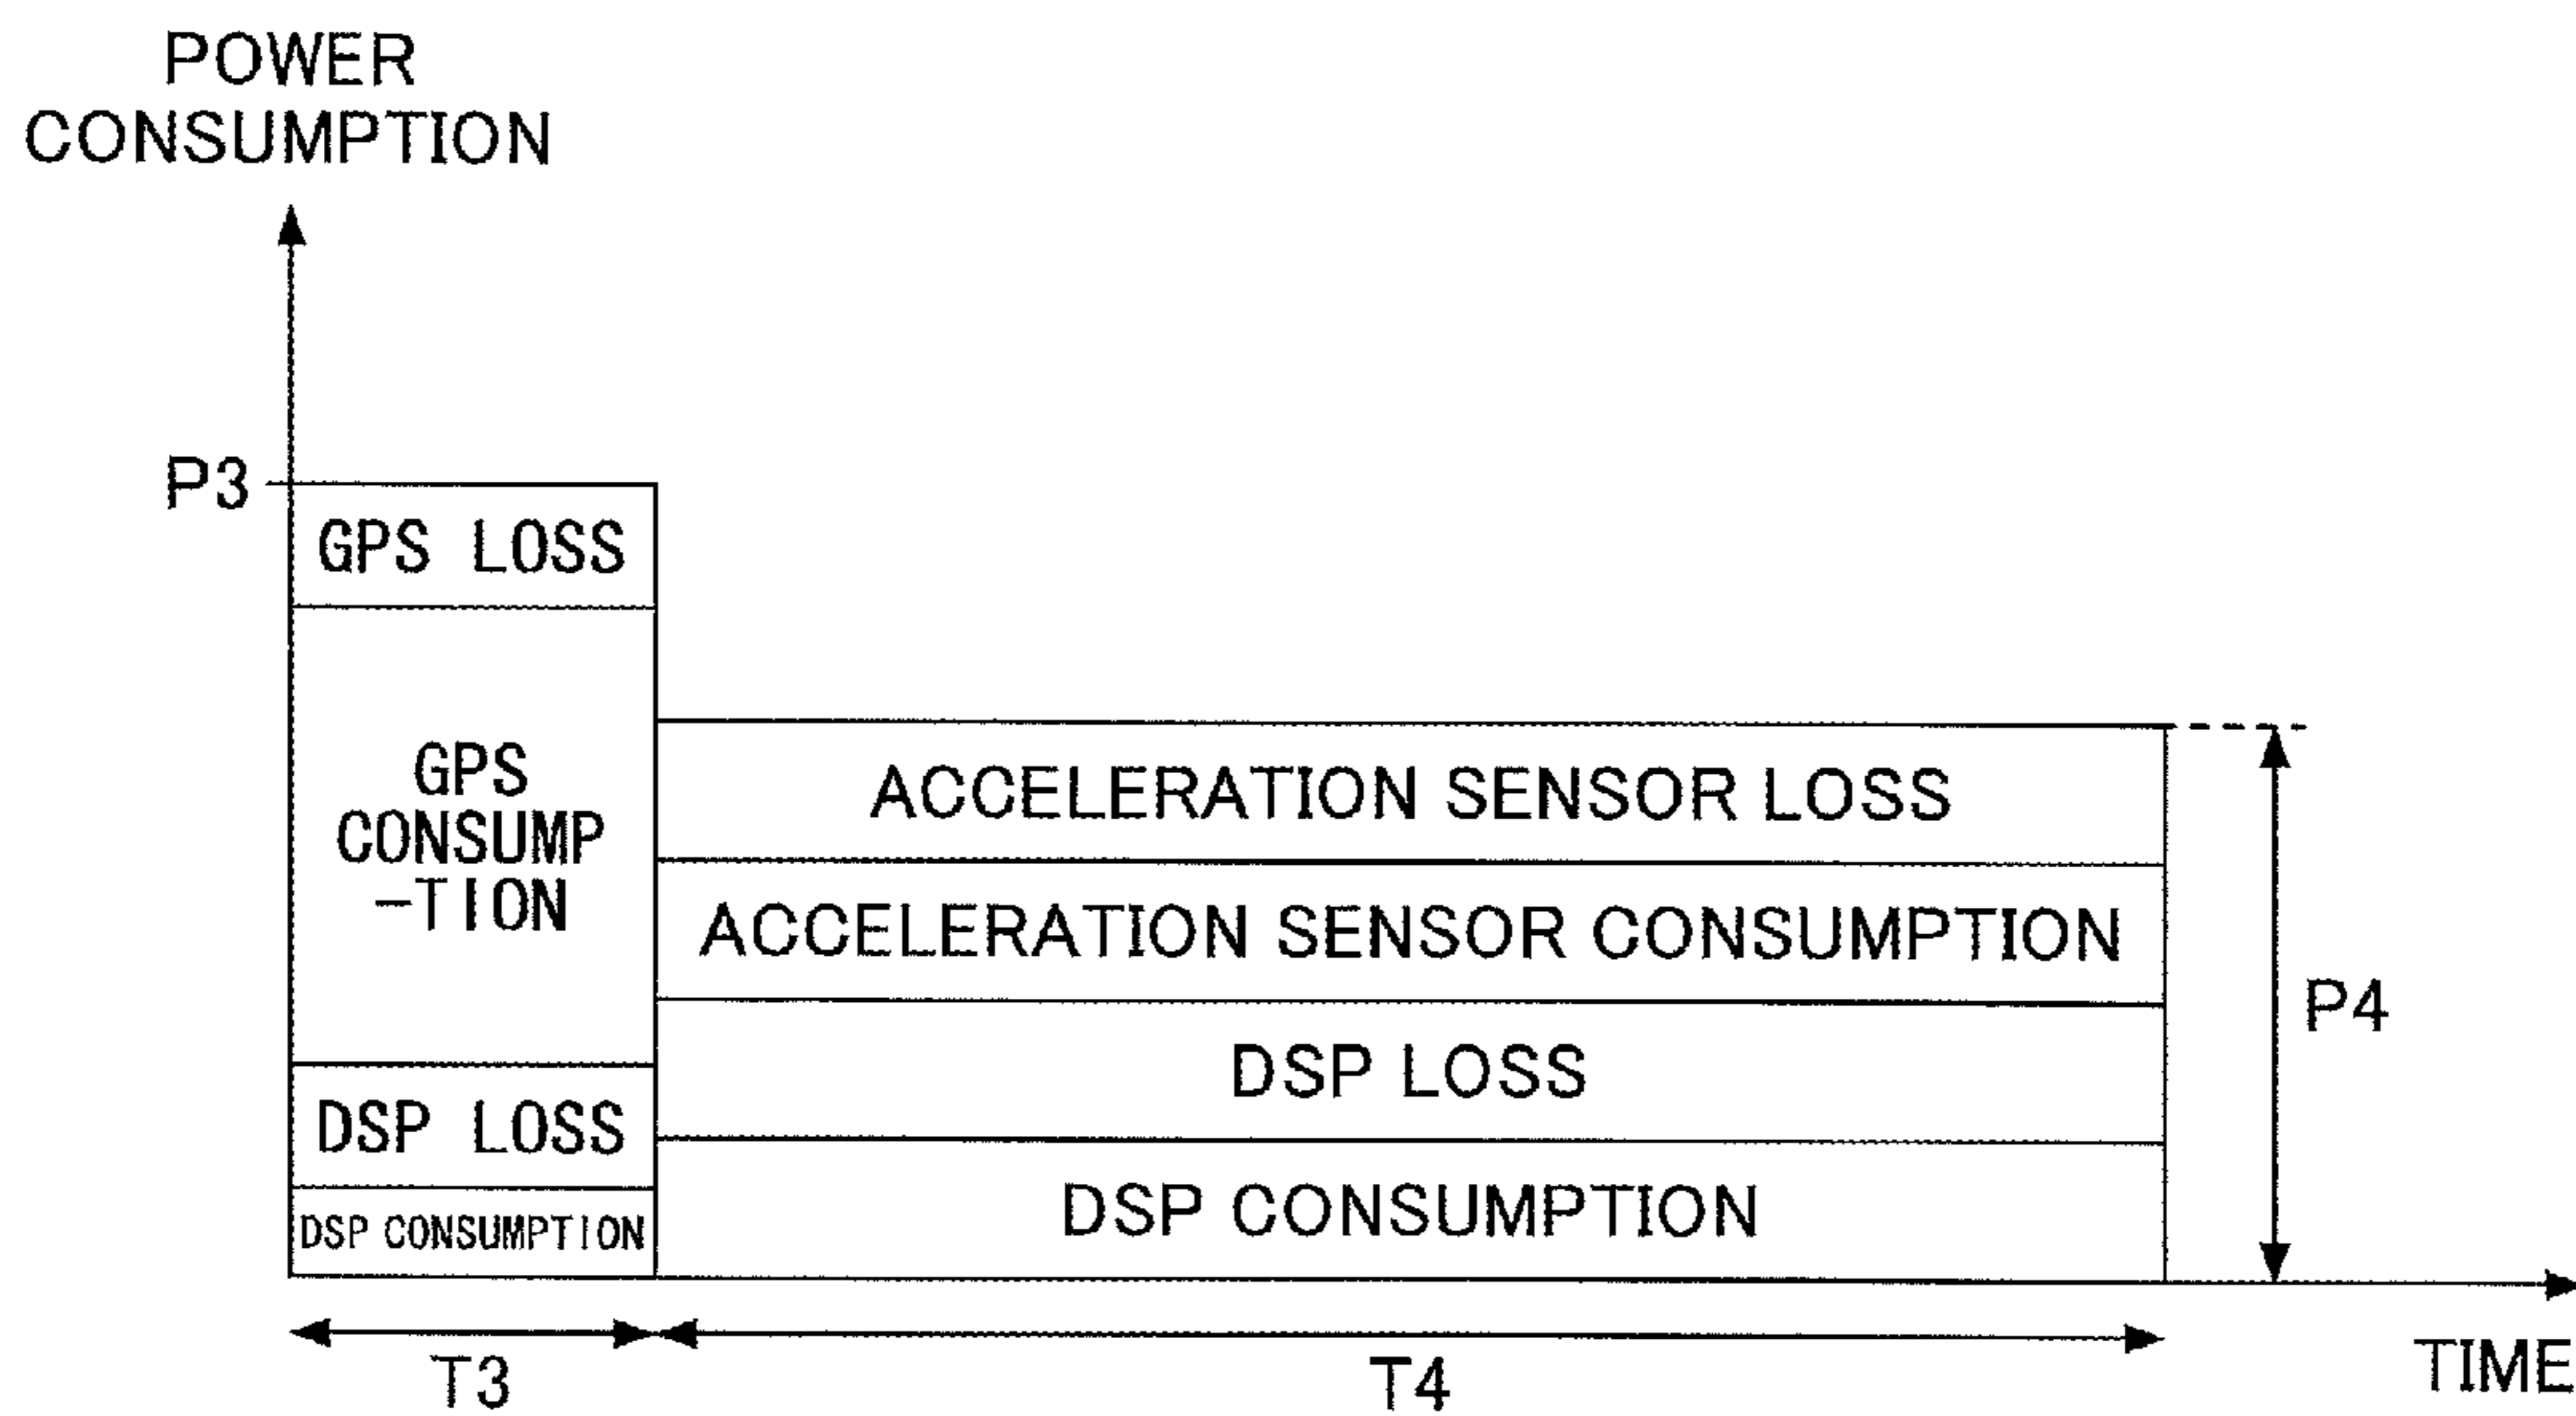 POWER
CONSUMPTION
P3
GPS LOSS
GPS
CONSUMP
-TION
DSP LOSS
DSP CONSUMPTION
ACCELERATION SENSOR LOSS
ACCELERATION SENSOR CONSUMPTION
DSP LOSS
DSP CONSUMPTION
P4
T3
T4
TIME